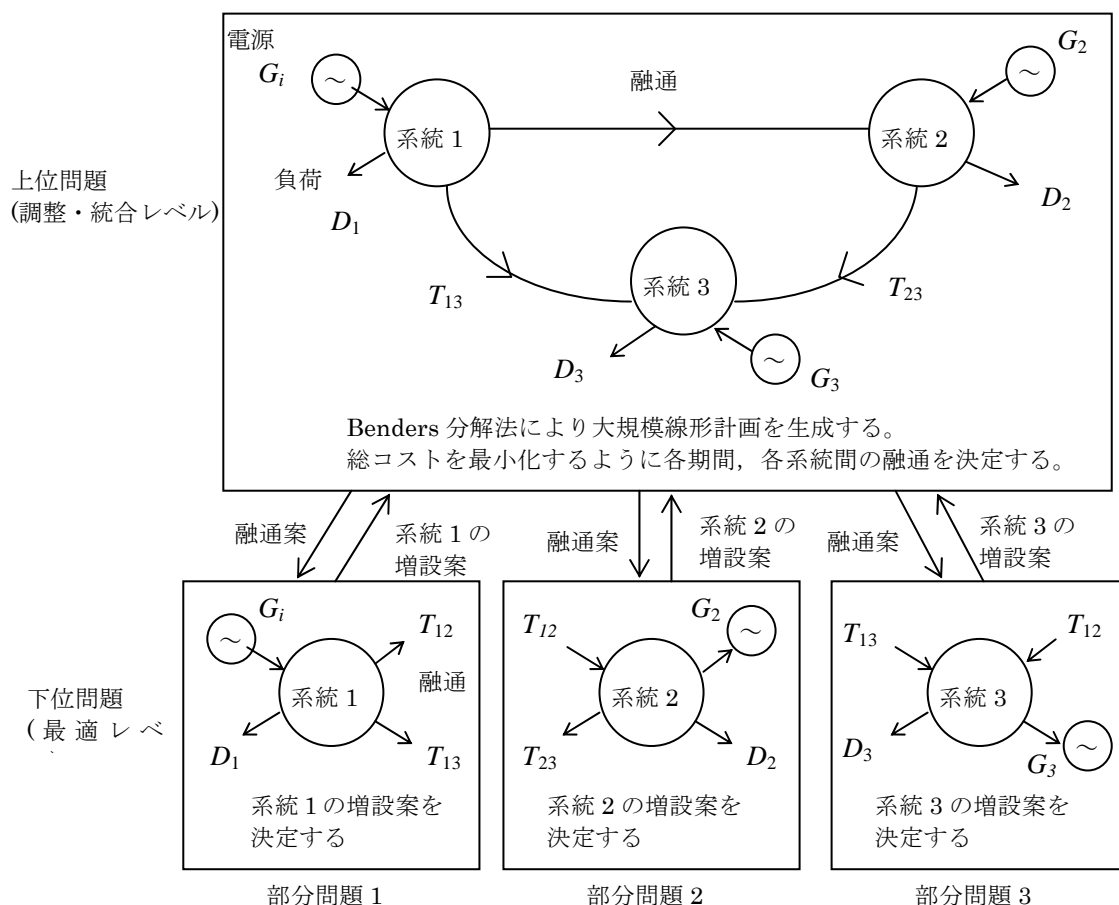 電源
G_i
~
系統 1
融通
G_2
~
系統 2
負荷
D_1
D_2
上位問題
(調整・統合レベル)
T_13
系統 3
T_23
D_3
~
G_3
Benders 分解法により大規模線形計画を生成する。
総コストを最小化するように各期間，各系統間の融通を決定する。
融通案
系統 1 の
増設案
融通案
系統 2 の
増設案
融通案
系統 3 の
増設案
下位問題
( 最 適 レ ベ
G_i
~
系統 1
T_12
融通
D_1
T_13
系統 1 の増設案を
決定する
部分問題 1
T_12
G_2
~
系統 2
T_23
D_2
系統 2 の増設案を
決定する
部分問題 2
T_13
T_12
系統 3
D_3
G_3
~
系統 3 の増設案を
決定する
部分問題 3